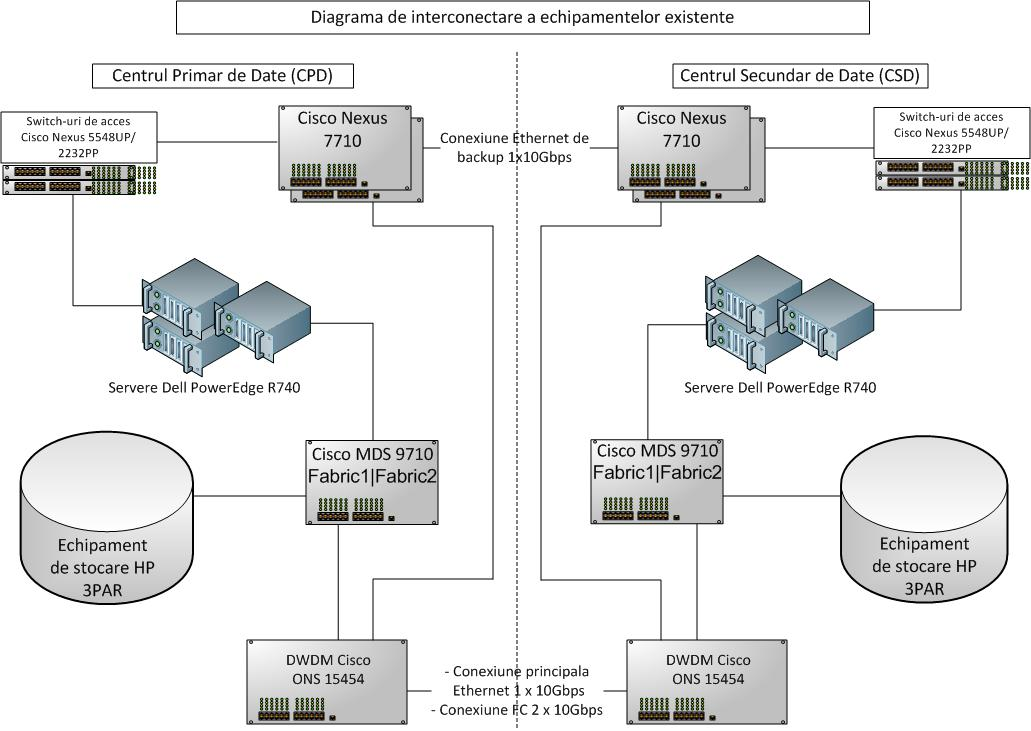 Diagrama de interconectare a echipamentelor existente
Centrul Primar de Date (CPD)
Centrul Secundar de Date (CSD)
Switch-uri de acces
Cisco Nexus 5548UP/
2232PP
Cisco Nexus
7710
Conexiune Ethernet de
backup 1x10Gbps
Cisco Nexus
7710
Switch-uri de acces
Cisco Nexus 5548UP/
2232PP
Servere Dell PowerEdge R740
Servere Dell PowerEdge R740
Cisco MDS 9710
Fabric1|Fabric2
Cisco MDS 9710
Fabric1|Fabric2
Echipament
de stocare HP
3PAR
Echipament
de stocare HP
3PAR
DWDM Cisco
ONS 15454
- Conexiune principala
Ethernet 1 x 10Gbps
- Conexiune FC 2 x 10Gbps
DWDM Cisco
ONS 15454